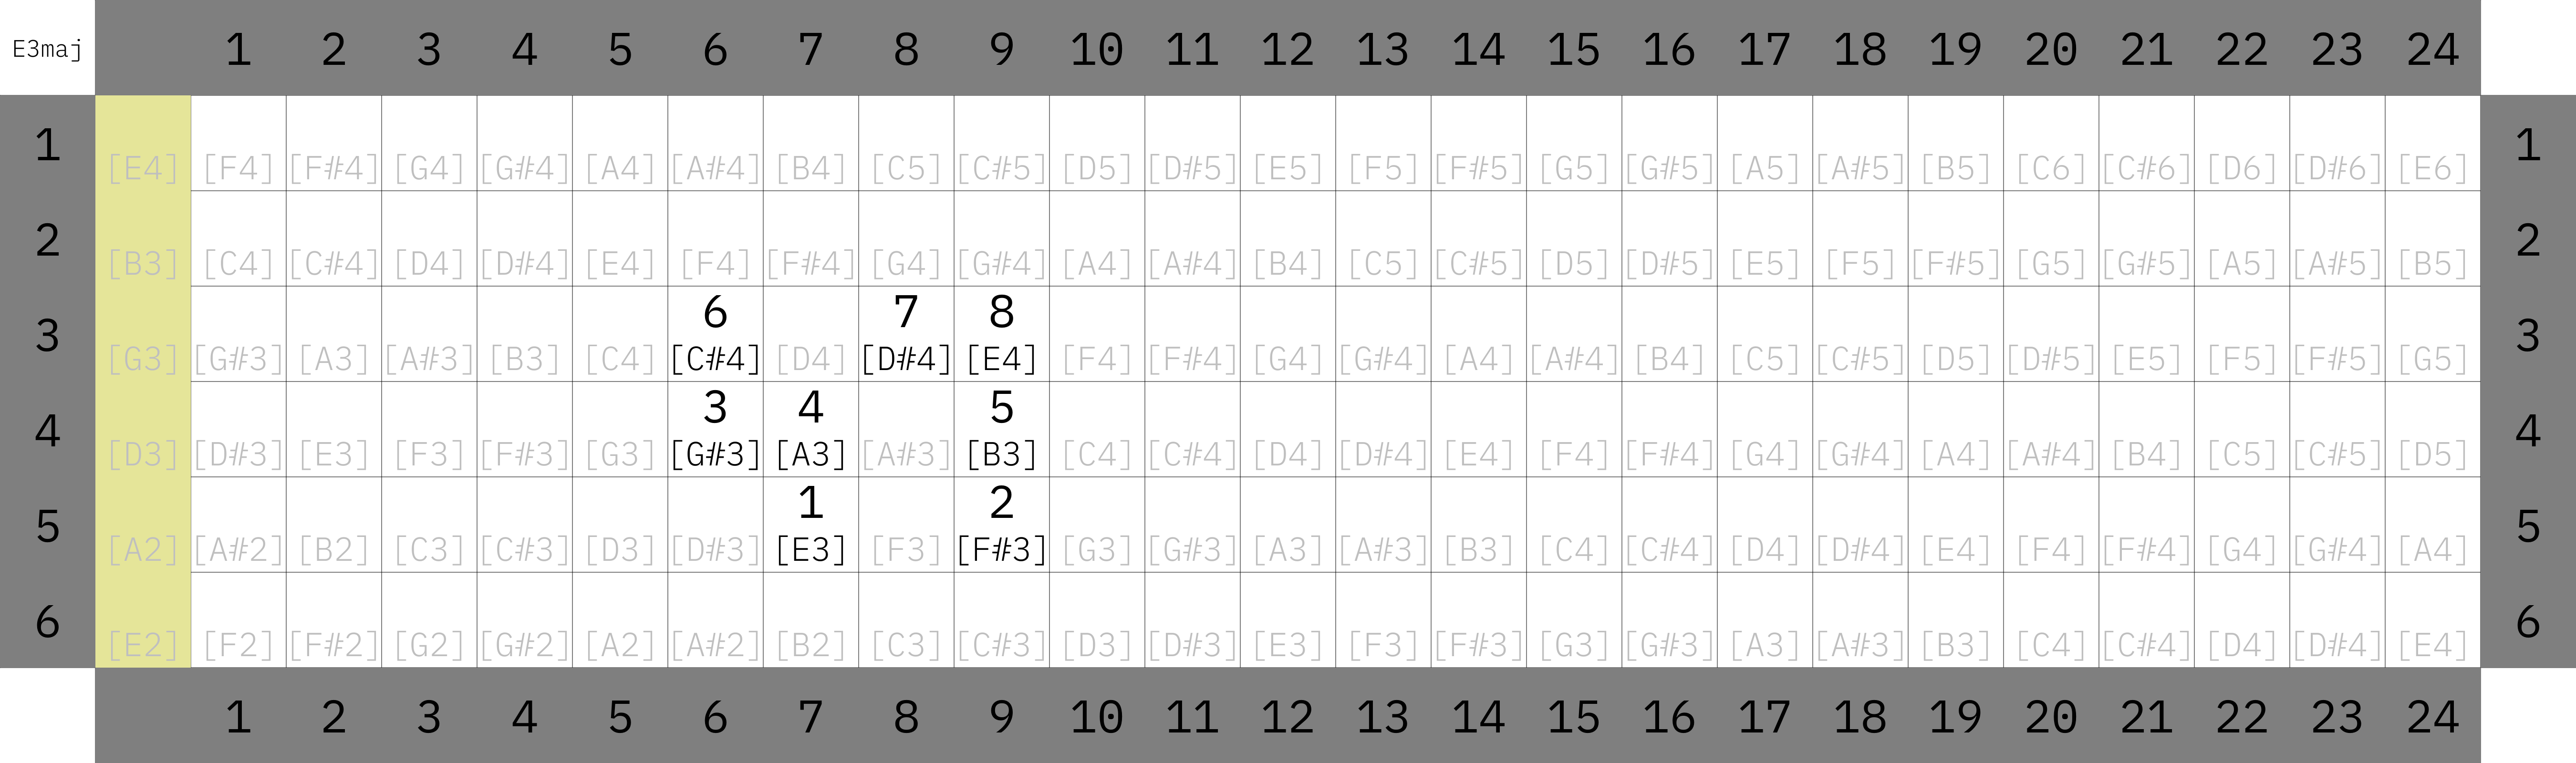 E3maj 1 2 3 4 5 6 7 8 9 10 11 12 13 14 15 16 17 18 19 20 21 22 23 24
1 [E4] [F4] [F#4] [G4] [G#4] [A4] [A#4] [B4] [C5] [C#5] [D5] [D#5] [E5] [F5] [F#5] [G5] [G#5] [A5] [A#5] [B5] [C6] [C#6] [D6] [D#6] [E6] 1
2 [B3] [C4] [C#4] [D4] [D#4] [E4] [F4] [F#4] [G4] [G#4] [A4] [A#4] [B4] [C5] [C#5] [D5] [D#5] [E5] [F5] [F#5] [G5] [G#5] [A5] [A#5] [B5] 2
6 7 8
3 [G3] [G#3] [A3] [A#3] [B3] [C4] [C#4] [D4] [D#4] [E4] [F4] [F#4] [G4] [G#4] [A4] [A#4] [B4] [C5] [C#5] [D5] [D#5] [E5] [F5] [F#5] [G5] 3
3 4 5
4 [D3] [D#3] [E3] [F3] [F#3] [G3] [G#3] [A3] [A#3] [B3] [C4] [C#4] [D4] [D#4] [E4] [F4] [F#4] [G4] [G#4] [A4] [A#4] [B4] [C5] [C#5] [D5] 4
1 2
5 [A2] [A#2] [B2] [C3] [C#3] [D3] [D#3] [E3] [F3] [F#3] [G3] [G#3] [A3] [A#3] [B3] [C4] [C#4] [D4] [D#4] [E4] [F4] [F#4] [G4] [G#4] [A4] 5
6 [E2] [F2] [F#2] [G2] [G#2] [A2] [A#2] [B2] [C3] [C#3] [D3] [D#3] [E3] [F3] [F#3] [G3] [G#3] [A3] [A#3] [B3] [C4] [C#4] [D4] [D#4] [E4] 6
1 2 3 4 5 6 7 8 9 10 11 12 13 14 15 16 17 18 19 20 21 22 23 24